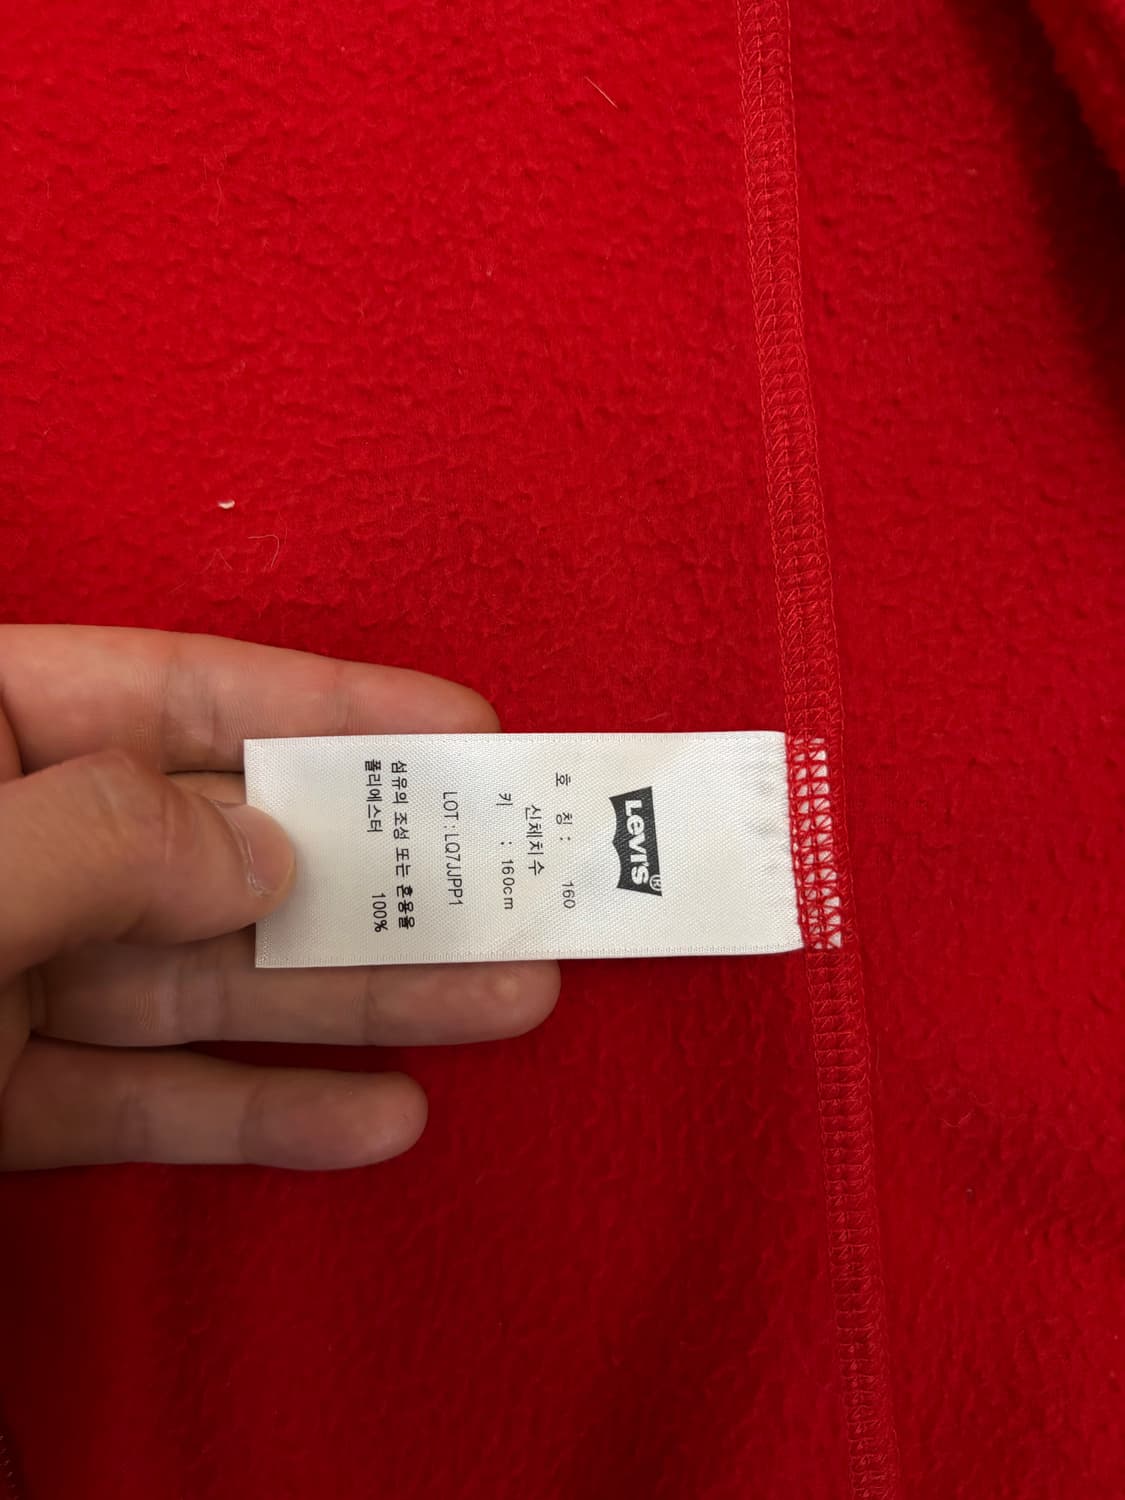 Levi's ®
호 칭 : 160
신체치수
키 : 160cm
LOT : LQ7JJPP1
섬유의 조성 또는 혼용율
폴리에스터 100%